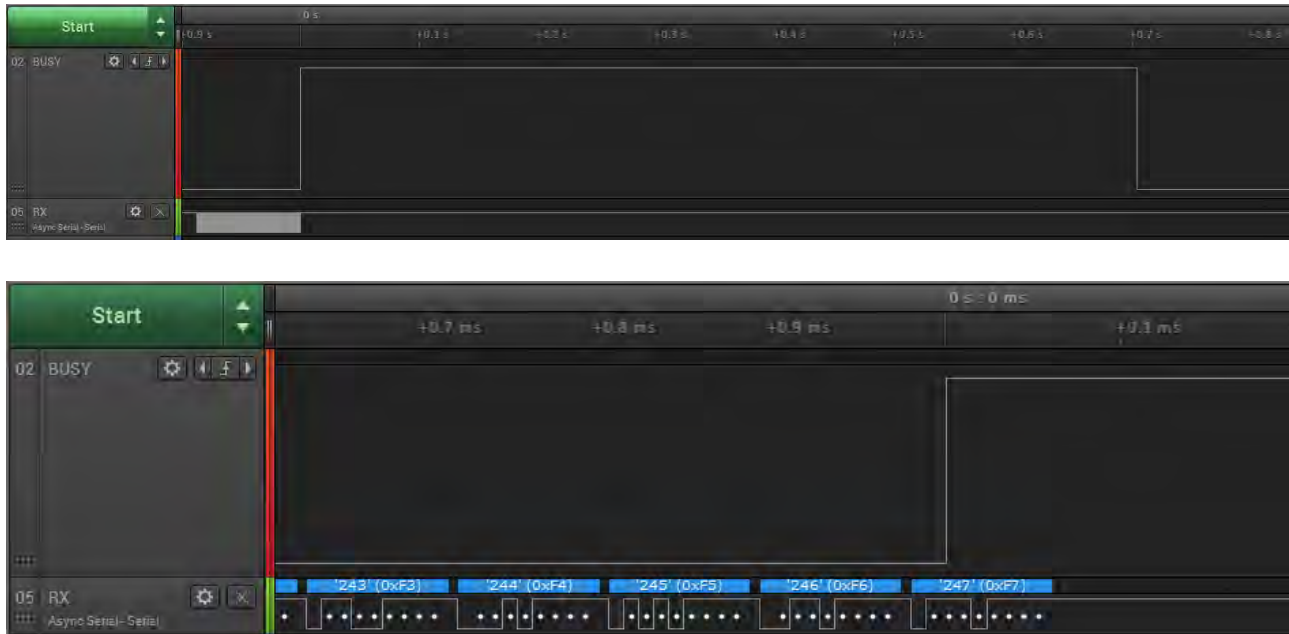 Start
0 s
+0.9 s +0.1 s +0.2 s +0.3 s +0.4 s +0.5 s +0.6 s +0.7 s +0.8 s
02 BUSY
05 RX
Async Serial - Serial
Start
0 s : 0 ms
+0.7 ms +0.8 ms +0.9 ms +0.1 ms
02 BUSY
'243' (0xF3) '244' (0xF4) '245' (0xF5) '246' (0xF6) '247' (0xF7)
05 RX
Async Serial - Serial